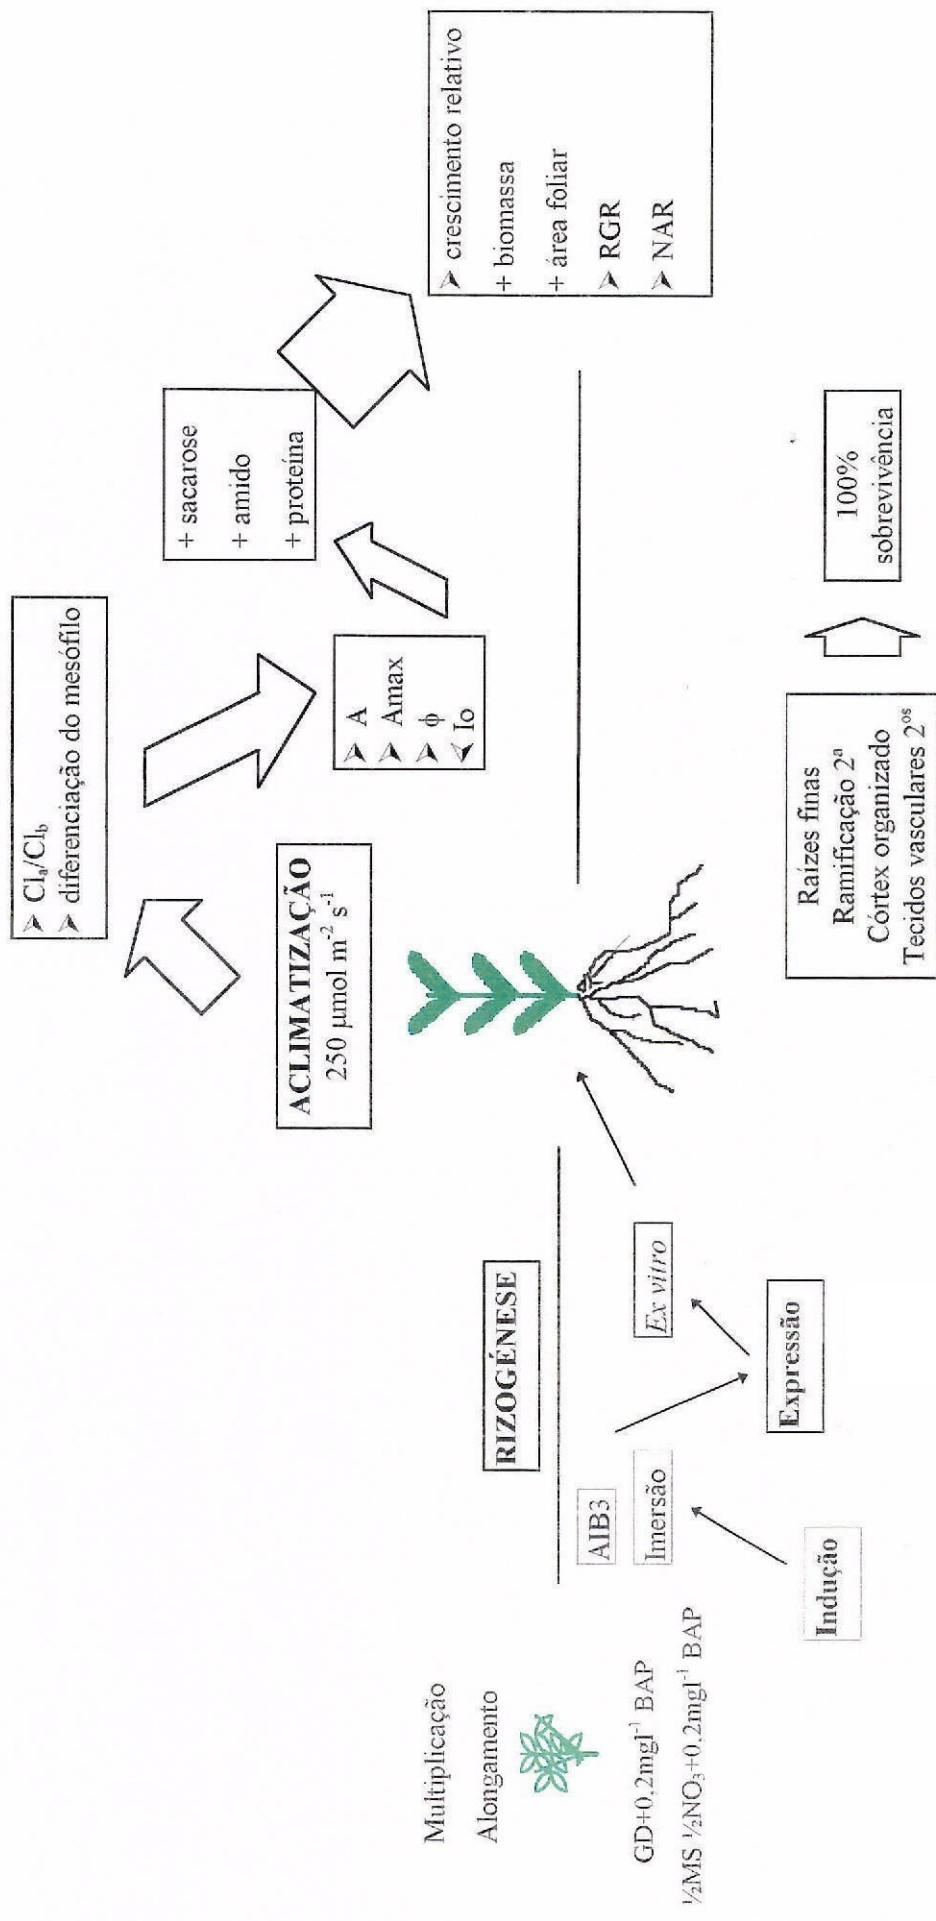 Multiplicação
Alongamento
GD+0.2mgl⁻¹ BAP
½MS ½NO₃+0.2mgl⁻¹ BAP
RIZOGÉNESE
AIB3
Imersão
Indução
Expressão
Ex vitro
ACLIMATIZAÇÃO
250 µmol m⁻² s⁻¹
➢ Clₐ/Cl_b
➢ diferenciação do mesófilo
➢ A
➢ Amax
➢ ϕ
⮘ Io
+ sacarose
+ amido
+ proteína
➢ crescimento relativo
+ biomassa
+ área foliar
➢ RGR
➢ NAR
Raízes finas
Ramificação 2ª
Córtex organizado
Tecidos vasculares 2ᵒˢ
100%
sobrevivência